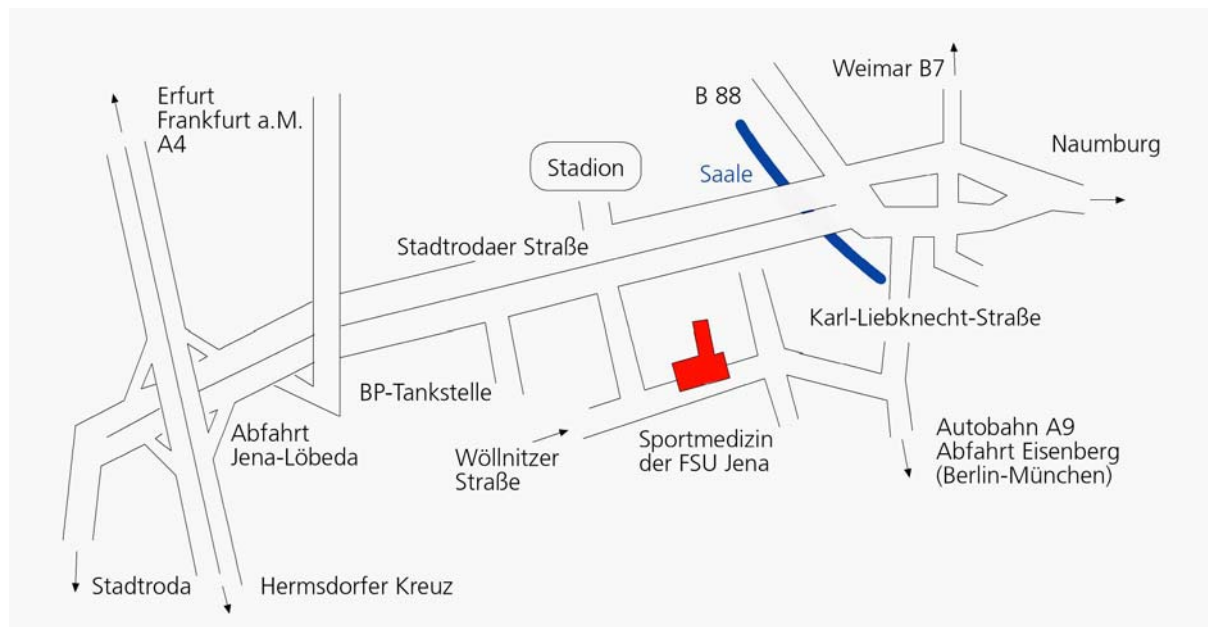 Weimar B7
Erfurt
Frankfurt a.M.
A4
B 88
Naumburg
Stadion
Saale
Stadtrodaer Straße
Karl-Liebknecht-Straße
BP-Tankstelle
Abfahrt
Jena-Löbeda
Wöllnitzer
Straße
Sportmedizin
der FSU Jena
Autobahn A9
Abfahrt Eisenberg
(Berlin-München)
Stadtroda
Hermsdorfer Kreuz